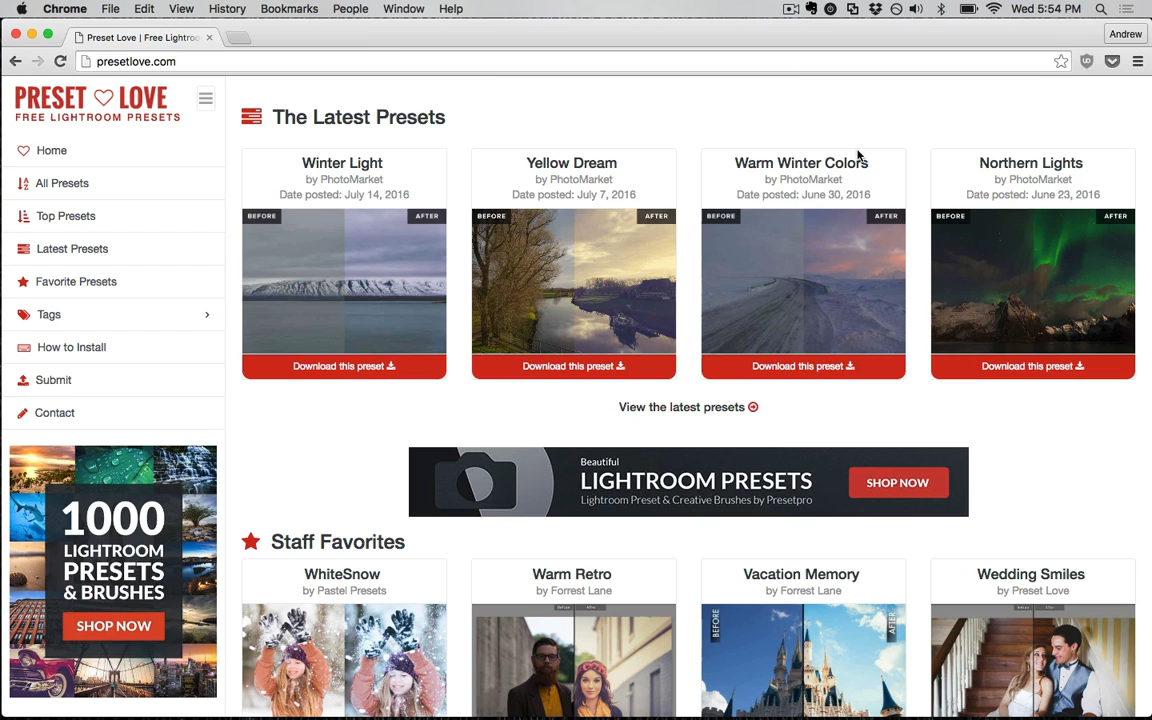 Chrome File Edit View History Bookmarks People Window Help Wed 5:54 PM
Preset Love | Free Lightroo
Andrew
presetlove.com
PRESET LOVE
FREE LIGHTROOM PRESETS
Home
All Presets
Top Presets
Latest Presets
Favorite Presets
Tags
How to Install
Submit
Contact
1000
LIGHTROOM
PRESETS
& BRUSHES
SHOP NOW
The Latest Presets
Winter Light
by PhotoMarket
Date posted: July 14, 2016
BEFORE AFTER
Download this preset
Yellow Dream
by PhotoMarket
Date posted: July 7, 2016
BEFORE AFTER
Download this preset
Warm Winter Colors
by PhotoMarket
Date posted: June 30, 2016
BEFORE AFTER
Download this preset
Northern Lights
by PhotoMarket
Date posted: June 23, 2016
BEFORE AFTER
Download this preset
View the latest presets
Beautiful
LIGHTROOM PRESETS
Lightroom Preset & Creative Brushes by Presetpro
SHOP NOW
Staff Favorites
WhiteSnow
by Pastel Presets
Warm Retro
by Forrest Lane
Before After
Vacation Memory
by Forrest Lane
BEFORE AFTER
Wedding Smiles
by Preset Love
Before After